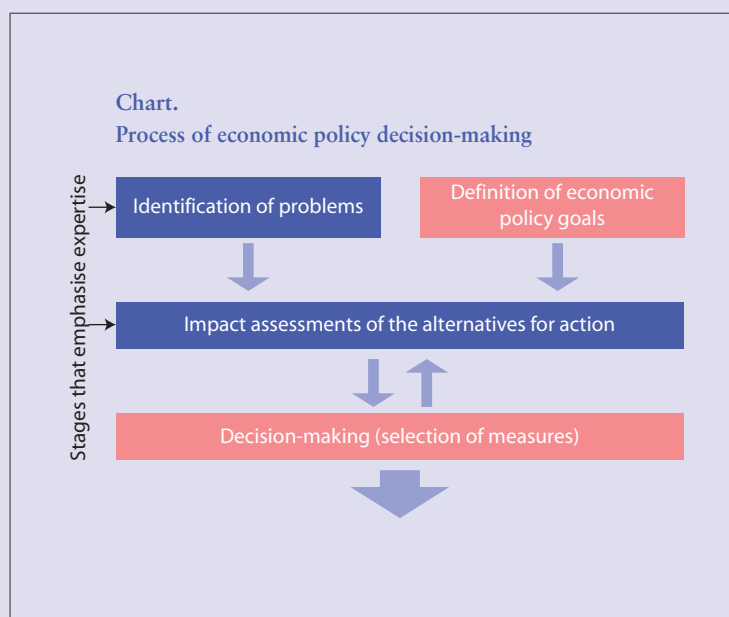 Chart.
Process of economic policy decision-making
Stages that emphasise expertise
Identification of problems
Definition of economic
policy goals
Impact assessments of the alternatives for action
Decision-making (selection of measures)